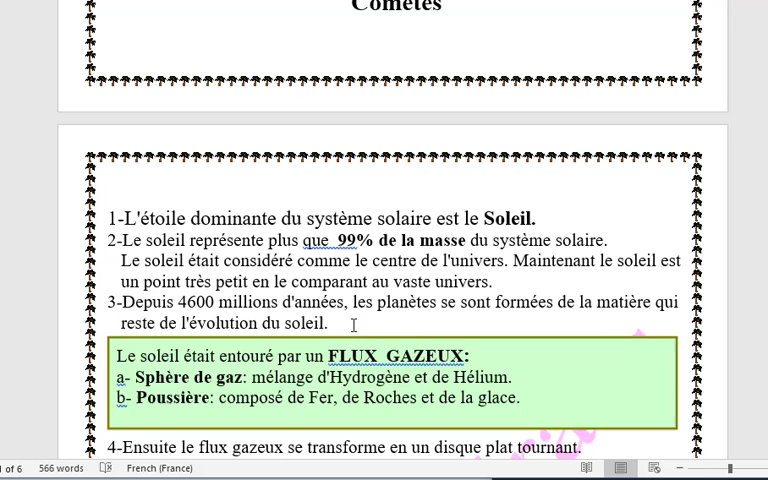 Comètes
1-L'étoile dominante du système solaire est le Soleil.
2-Le soleil représente plus que  99% de la masse du système solaire.
Le soleil était considéré comme le centre de l'univers. Maintenant le soleil est
un point très petit en le comparant au vaste univers.
3-Depuis 4600 millions d'années, les planètes se sont formées de la matière qui
reste de l'évolution du soleil.
Le soleil était entouré par un FLUX  GAZEUX:
a- Sphère de gaz: mélange d'Hydrogène et de Hélium.
b- Poussière: composé de Fer, de Roches et de la glace.
4-Ensuite le flux gazeux se transforme en un disque plat tournant.
of 6 566 words French (France)